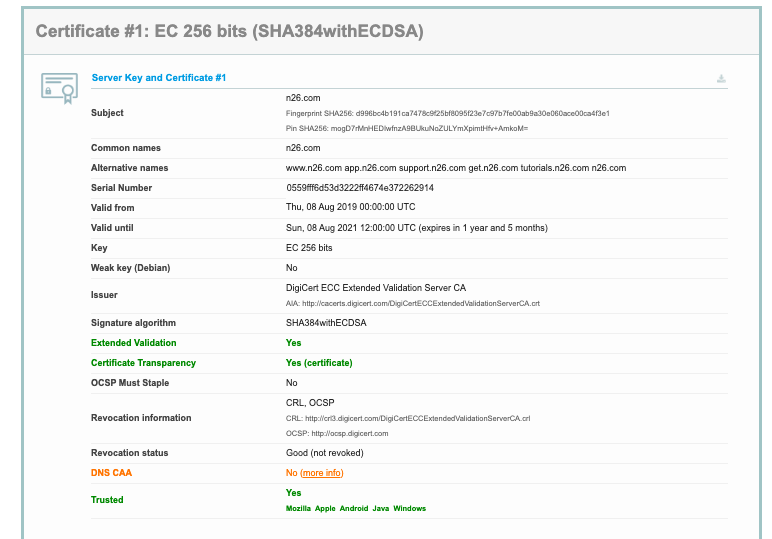 Certificate #1: EC 256 bits (SHA384withECDSA)
Server Key and Certificate #1
Subject
n26.com
Fingerprint SHA256: d996bc4b191ca7478c9f25bf8095f23e7c97b7fe00ab9a30e060ace00ca4f3e1
Pin SHA256: mogD7rMnHEDIwfnzA9BUkuNoZULYmXpimtHfv+AmkoM=
Common names n26.com
Alternative names www.n26.com app.n26.com support.n26.com get.n26.com tutorials.n26.com n26.com
Serial Number 0559fff6d53d3222ff4674e372262914
Valid from Thu, 08 Aug 2019 00:00:00 UTC
Valid until Sun, 08 Aug 2021 12:00:00 UTC (expires in 1 year and 5 months)
Key EC 256 bits
Weak key (Debian) No
Issuer
DigiCert ECC Extended Validation Server CA
AIA: http://cacerts.digicert.com/DigiCertECCExtendedValidationServerCA.crt
Signature algorithm SHA384withECDSA
Extended Validation Yes
Certificate Transparency Yes (certificate)
OCSP Must Staple No
Revocation information
CRL, OCSP
CRL: http://crl3.digicert.com/DigiCertECCExtendedValidationServerCA.crl
OCSP: http://ocsp.digicert.com
Revocation status Good (not revoked)
DNS CAA No (more info)
Trusted
Yes
Mozilla Apple Android Java Windows